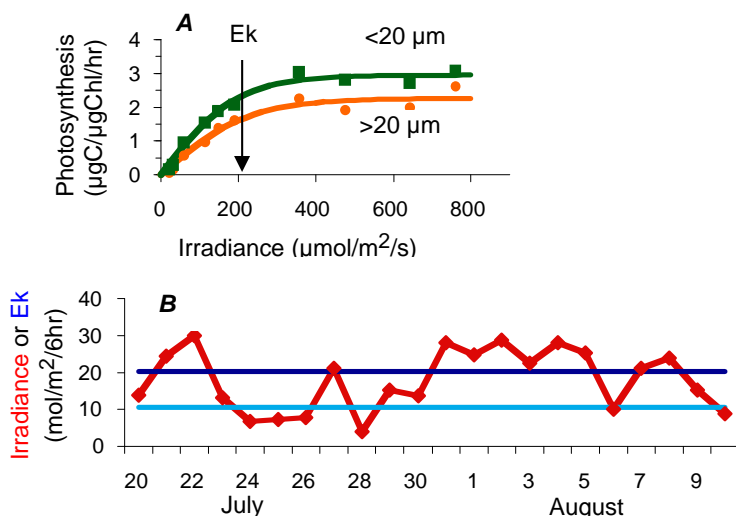 A
Ek
<20 µm
>20 µm
Photosynthesis
(µgC/µgChl/hr)
4
3
2
1
0
0 200 400 600 800
Irradiance (µmol/m²/s)
B
Irradiance or Ek
(mol/m²/6hr)
40
30
20
10
0
20 22 24 26 28 30 1 3 5 7 9
July August